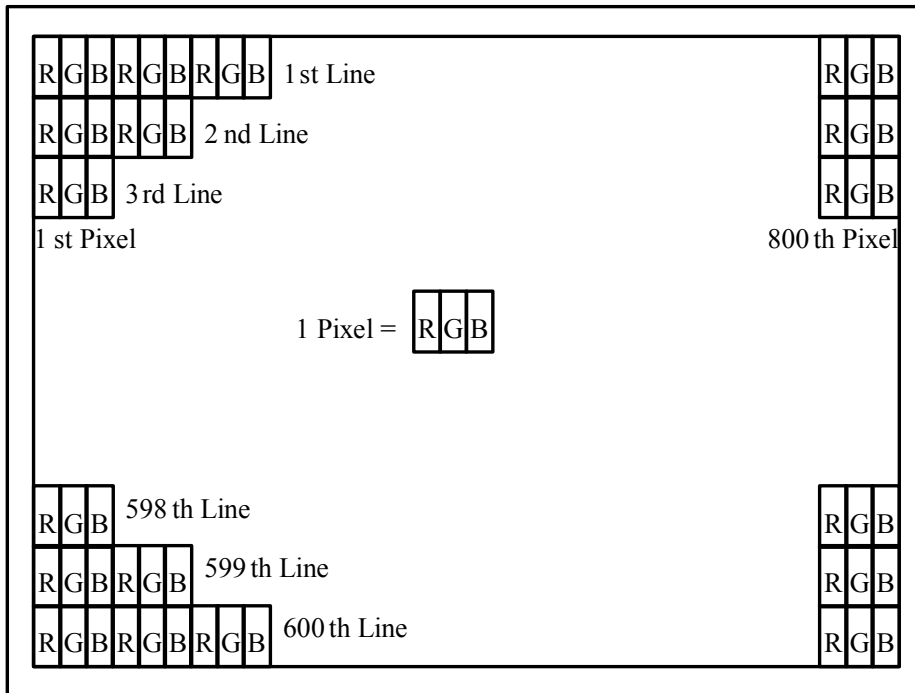 RGBRGBRGB 1st Line RGB
RGBRGB 2nd Line RGB
RGB 3rd Line RGB
1 st Pixel 800 th Pixel
1 Pixel = RGB
RGB 598 th Line RGB
RGBRGB 599 th Line RGB
RGBRGBRGB 600 th Line RGB